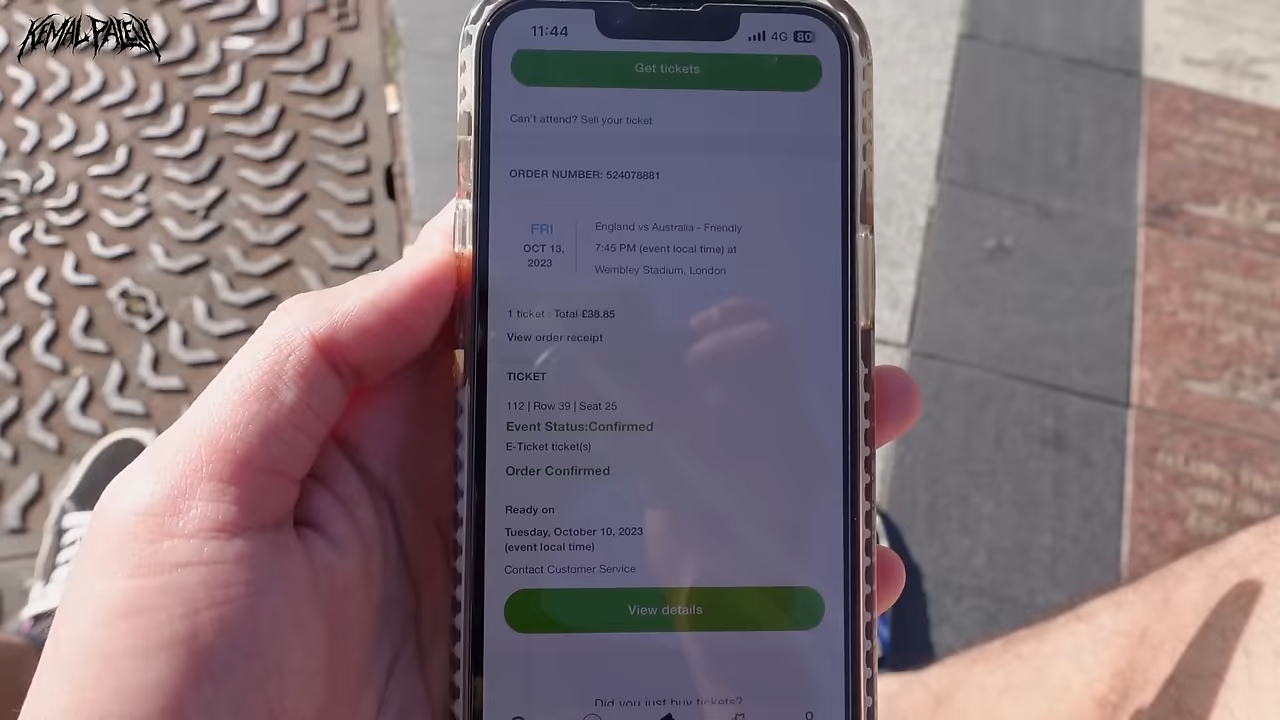 KEMAL PALEVI
11:44
4G 80
Get tickets
Can't attend? Sell your ticket
ORDER NUMBER: 524078881
FRI
OCT 13,
2023
England vs Australia - Friendly
7:45 PM (event local time) at
Wembley Stadium, London
1 ticket : Total £38.85
View order receipt
TICKET
112 | Row 39 | Seat 25
Event Status:Confirmed
E-Ticket ticket(s)
Order Confirmed
Ready on
Tuesday, October 10, 2023
(event local time)
Contact Customer Service
View details
Did you just buy tickets?